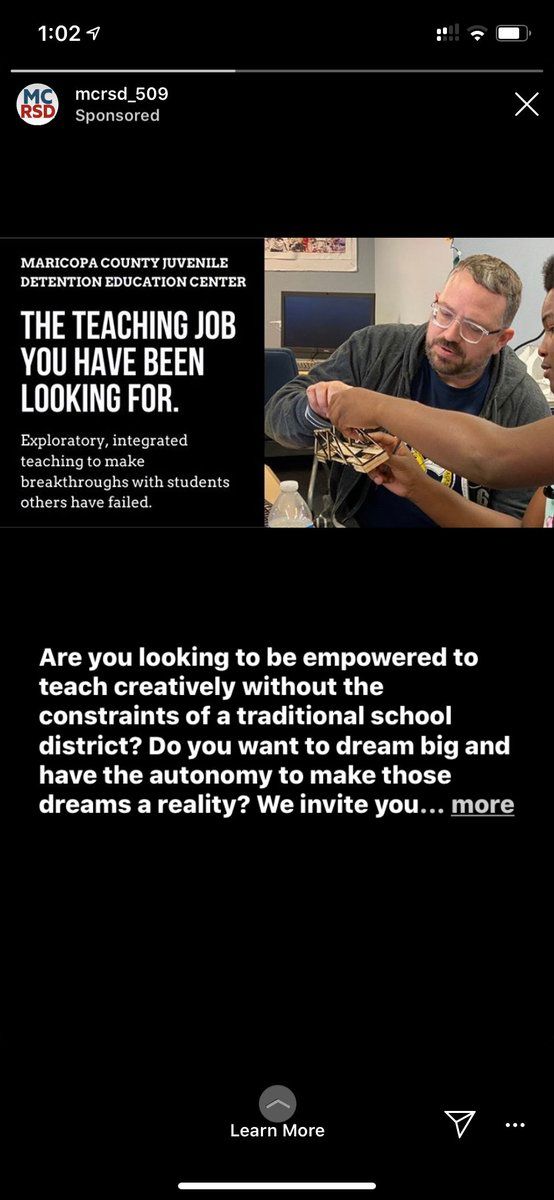 1:02
MC
RSD
mcrsd_509
Sponsored
MARICOPA COUNTY JUVENILE
DETENTION EDUCATION CENTER
THE TEACHING JOB
YOU HAVE BEEN
LOOKING FOR.
Exploratory, integrated
teaching to make
breakthroughs with students
others have failed.
Are you looking to be empowered to
teach creatively without the
constraints of a traditional school
district? Do you want to dream big and
have the autonomy to make those
dreams a reality? We invite you... more
Learn More